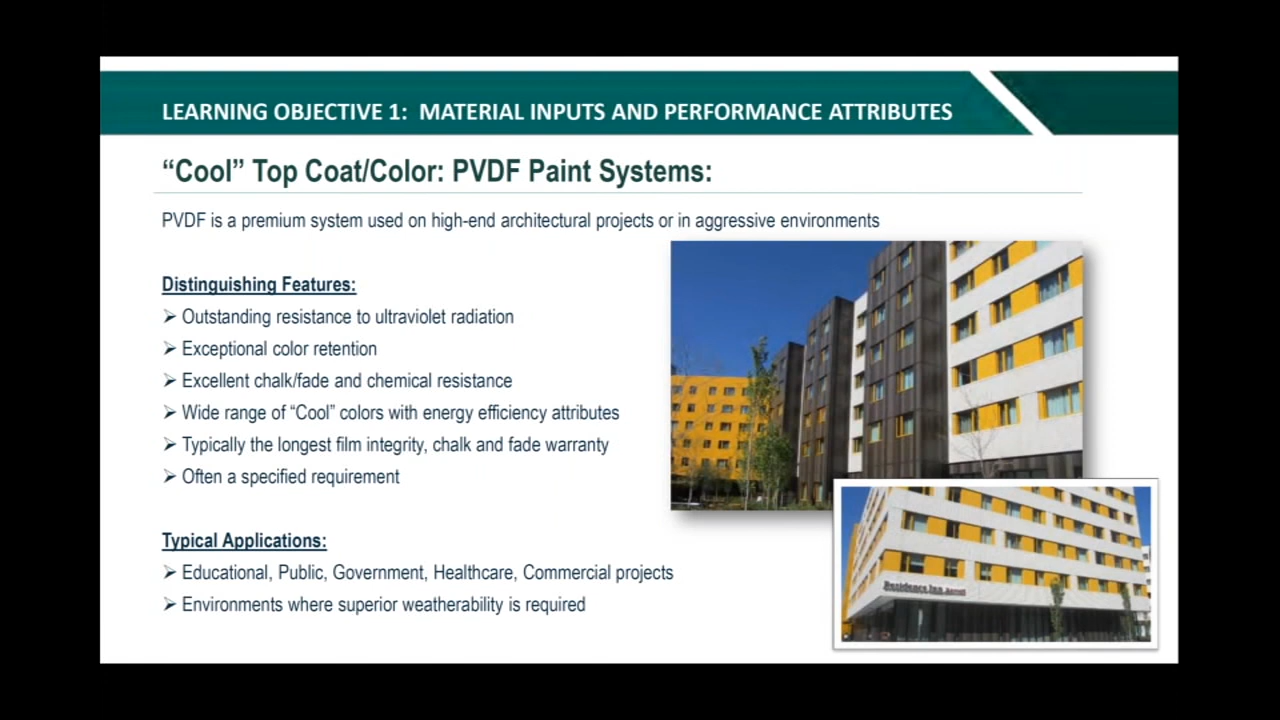 LEARNING OBJECTIVE 1: MATERIAL INPUTS AND PERFORMANCE ATTRIBUTES
“Cool” Top Coat/Color: PVDF Paint Systems:
PVDF is a premium system used on high-end architectural projects or in aggressive environments
Distinguishing Features:
➢ Outstanding resistance to ultraviolet radiation
➢ Exceptional color retention
➢ Excellent chalk/fade and chemical resistance
➢ Wide range of “Cool” colors with energy efficiency attributes
➢ Typically the longest film integrity, chalk and fade warranty
➢ Often a specified requirement
Typical Applications:
➢ Educational, Public, Government, Healthcare, Commercial projects
➢ Environments where superior weatherability is required
Residence Inn